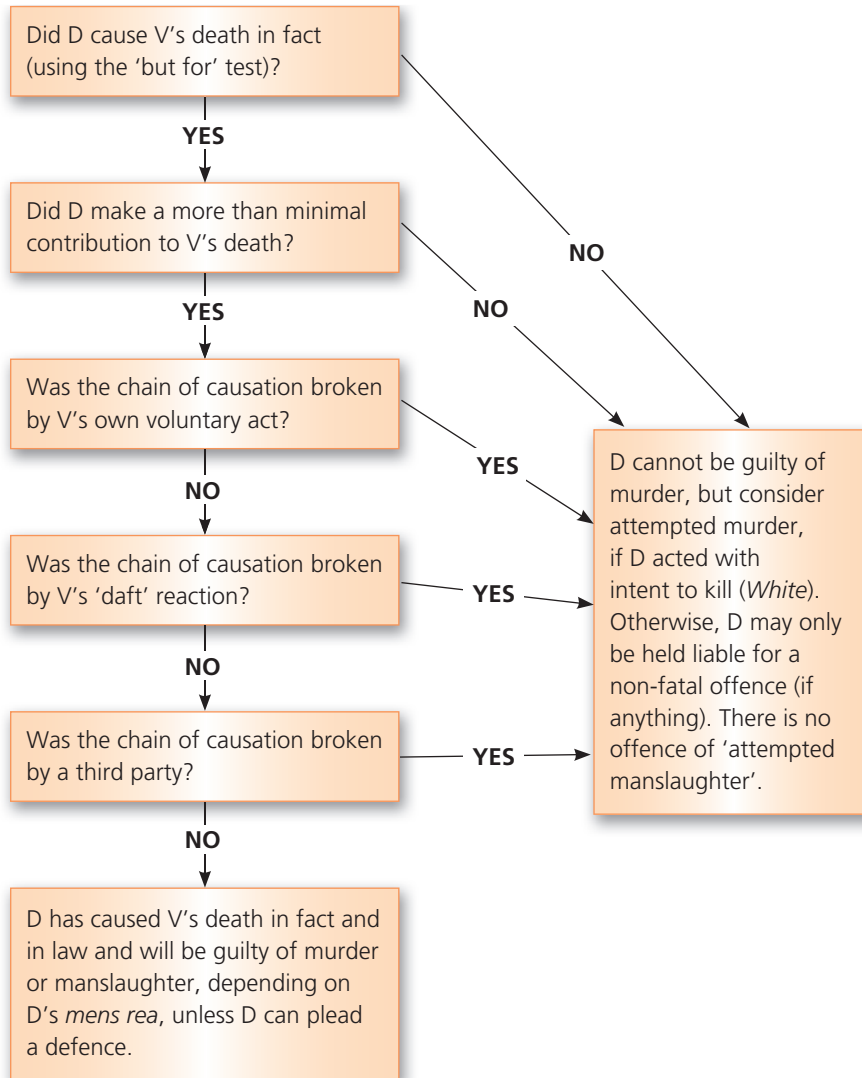 Did D cause V's death in fact
(using the 'but for' test)?
YES
NO
Did D make a more than minimal
contribution to V's death?
YES
NO
Was the chain of causation broken
by V's own voluntary act?
NO
YES
Was the chain of causation broken
by V's 'daft' reaction?
NO
YES
Was the chain of causation broken
by a third party?
NO
YES
D has caused V's death in fact and
in law and will be guilty of murder
or manslaughter, depending on
D's mens rea, unless D can plead
a defence.
D cannot be guilty of
murder, but consider
attempted murder,
if D acted with
intent to kill (White).
Otherwise, D may only
be held liable for a
non-fatal offence (if
anything). There is no
offence of 'attempted
manslaughter'.